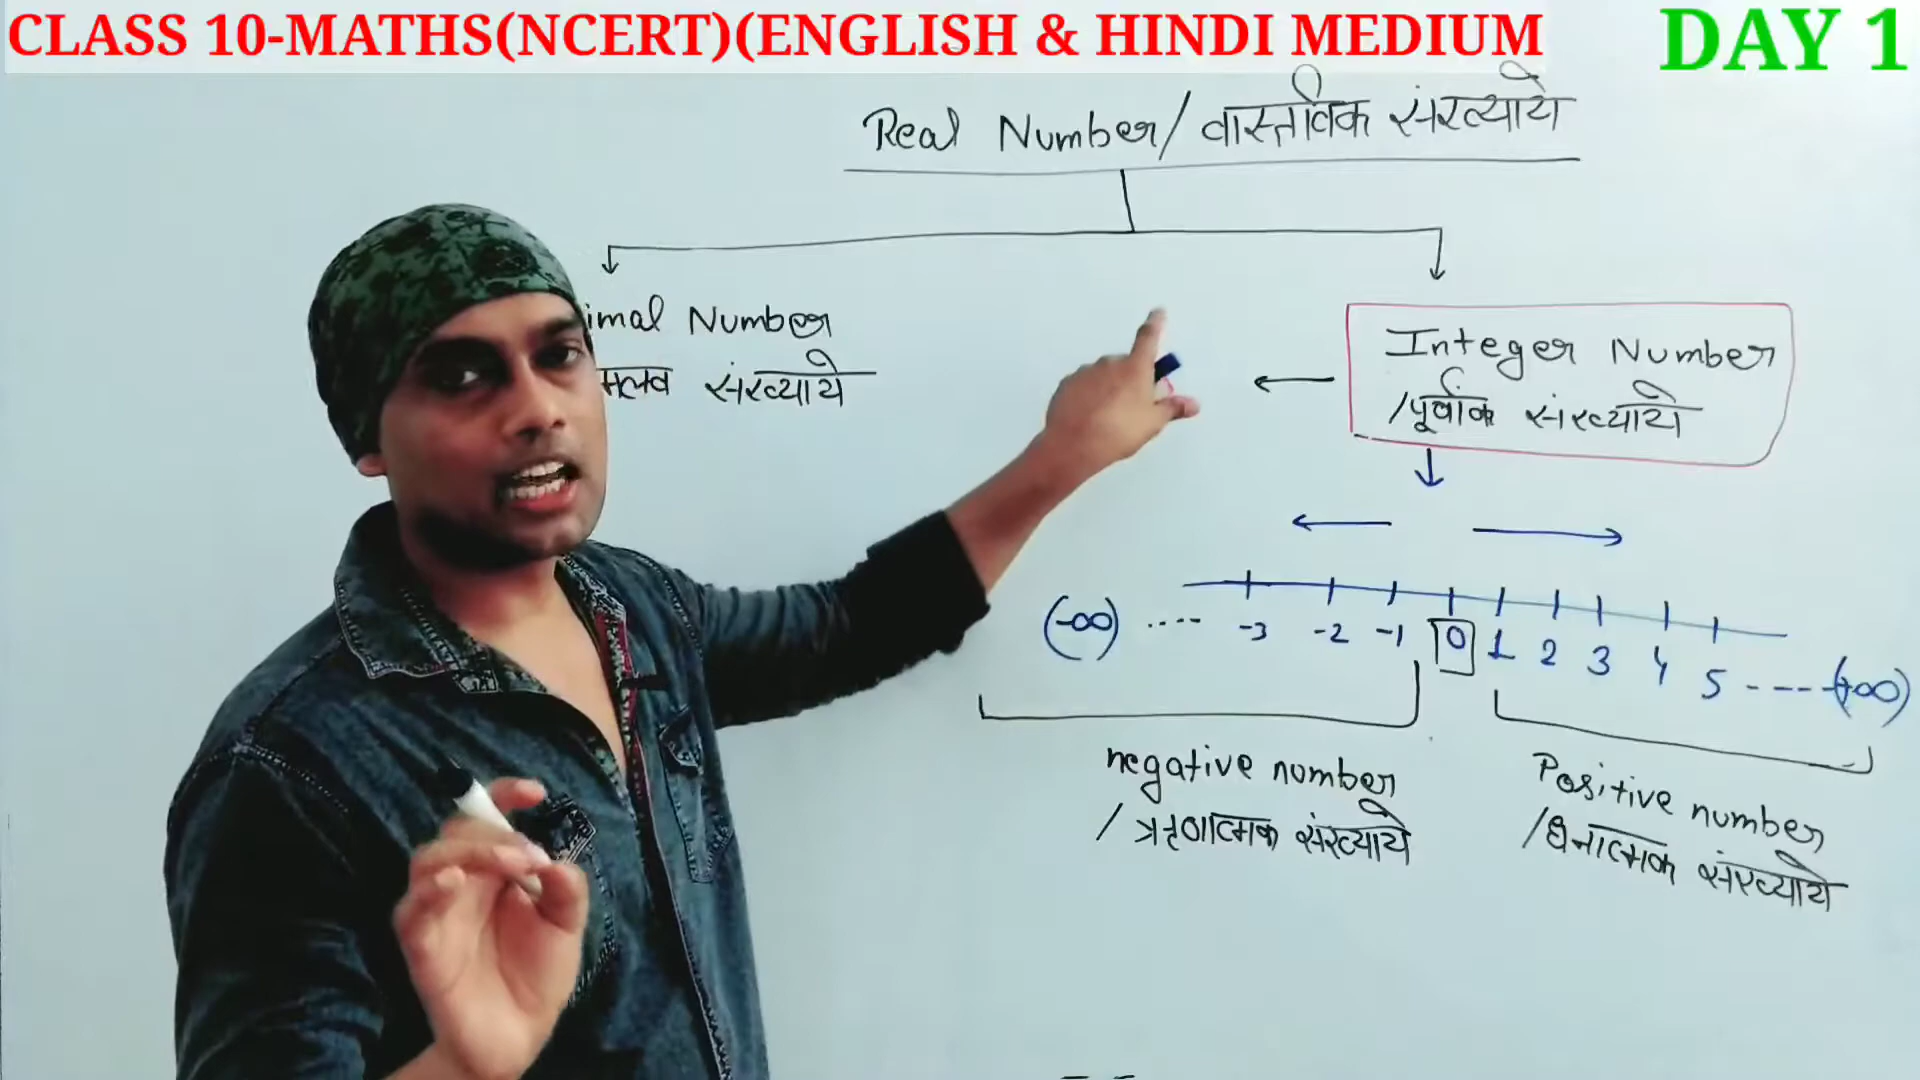 CLASS 10-MATHS(NCERT)(ENGLISH & HINDI MEDIUM
DAY 1
Real Number/ वास्तविक संख्याये
imal Number
संख्याये
Integer Number
/पूर्वांक संख्याये
(-∞) .... -3 -2 -1 0 1 2 3 4 5 ---- (+∞)
negative number
/ ऋणात्मक संख्याये
Positive number
/धनात्मक संख्याये